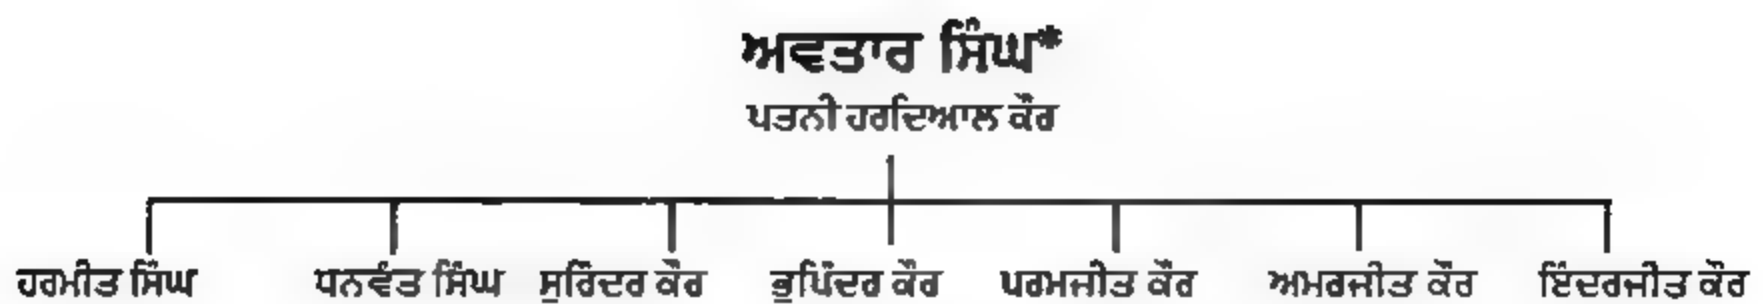 ਅਵਤਾਰ ਸਿੰਘ*
ਪਤਨੀ ਹਰਦਿਆਲ ਕੌਰ
ਹਰਮੀਤ ਸਿੰਘ ਧਨਵੰਤ ਸਿੰਘ ਸੁਰਿੰਦਰ ਕੌਰ ਭੁਪਿੰਦਰ ਕੌਰ ਪਰਮਜੀਤ ਕੌਰ ਅਮਰਜੀਤ ਕੌਰ ਇੰਦਰਜੀਤ ਕੌਰ